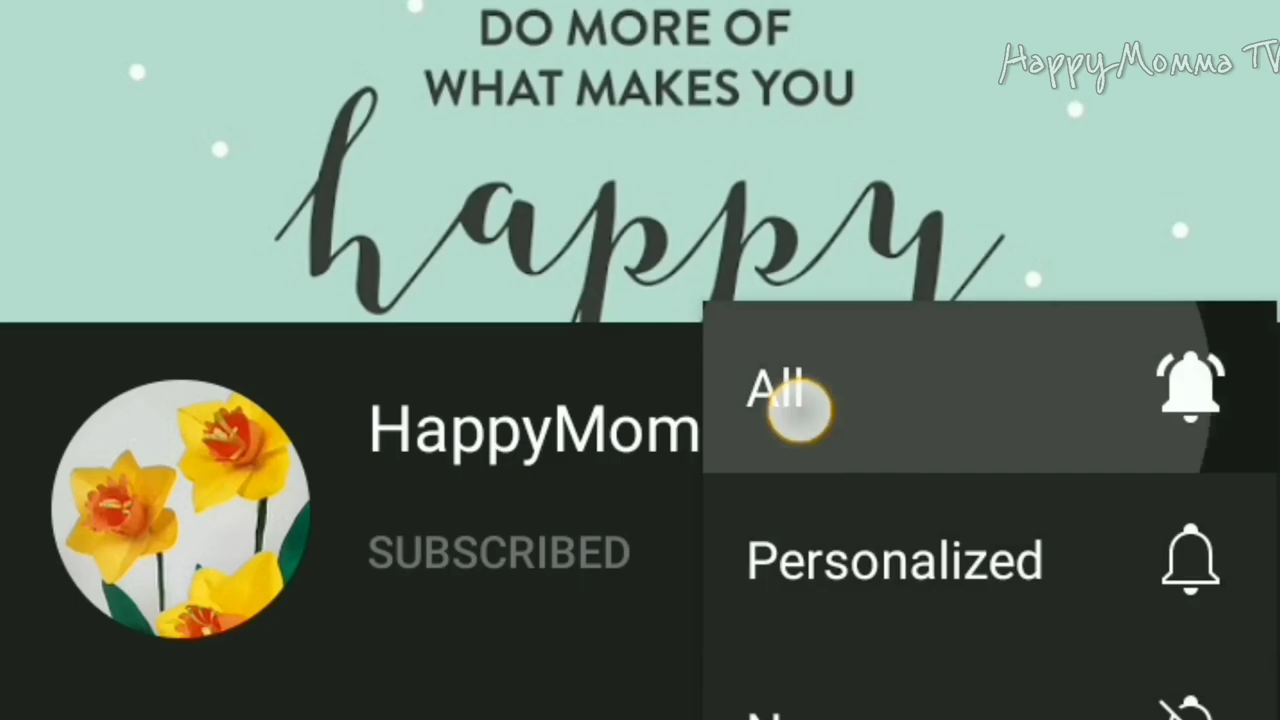 DO MORE OF
WHAT MAKES YOU
happy
HappyMomma TV
HappyMom
SUBSCRIBED
All
Personalized